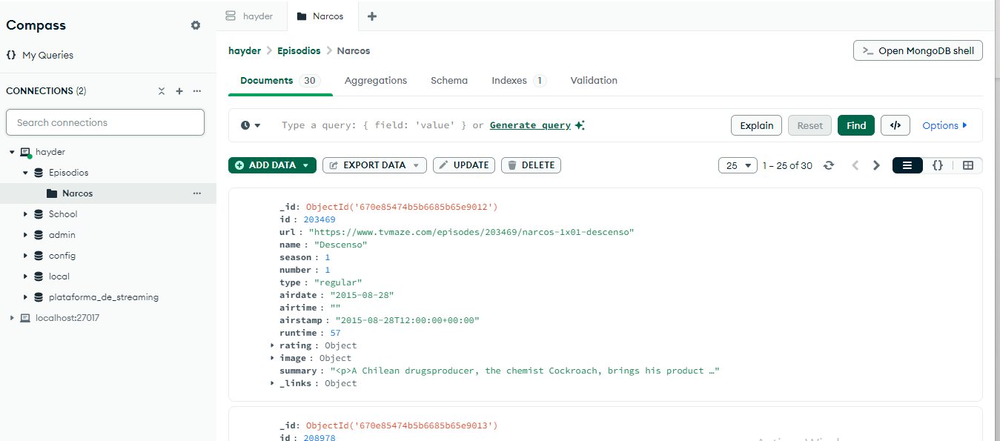 Compass
My Queries
CONNECTIONS (2)
Search connections
hayder
Episodios
Narcos
School
admin
config
local
plataforma_de_streaming
localhost:27017
hayder Narcos
hayder > Episodios > Narcos
>_ Open MongoDB shell
Documents 30 Aggregations Schema Indexes 1 Validation
Type a query: { field: 'value' } or Generate query
Explain Reset Find </> Options
ADD DATA EXPORT DATA UPDATE DELETE
25 1 – 25 of 30 {}
_id: ObjectId('670e85474b5b6685b65e9012')
id : 203469
url : "https://www.tvmaze.com/episodes/203469/narcos-1x01-descenso"
name : "Descenso"
season : 1
number : 1
type : "regular"
airdate : "2015-08-28"
airtime : ""
airstamp : "2015-08-28T12:00:00+00:00"
runtime : 57
rating : Object
image : Object
summary : "<p>A Chilean drugsproducer, the chemist Cockroach, brings his product …"
_links : Object
_id: ObjectId('670e85474b5b6685b65e9013')
id : 208978